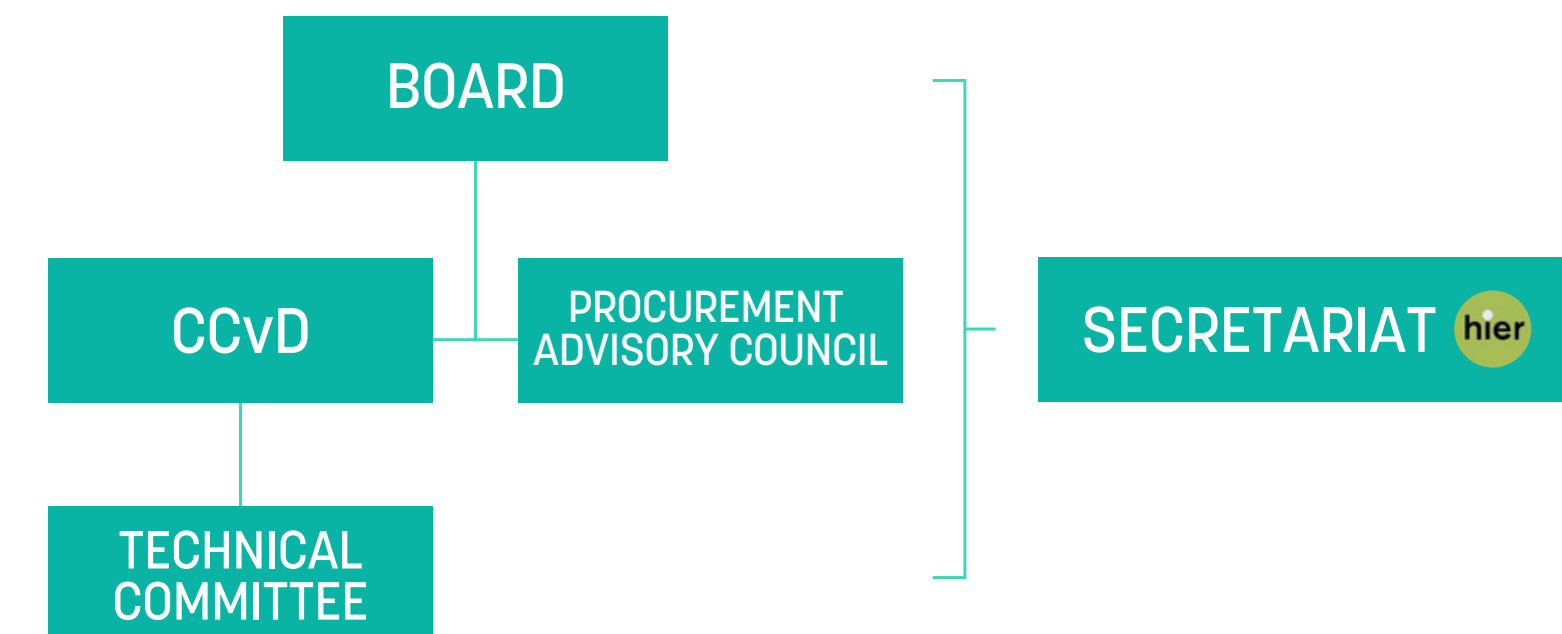 BOARD
CCvD
PROCUREMENT
ADVISORY COUNCIL
SECRETARIAT hier
TECHNICAL
COMMITTEE